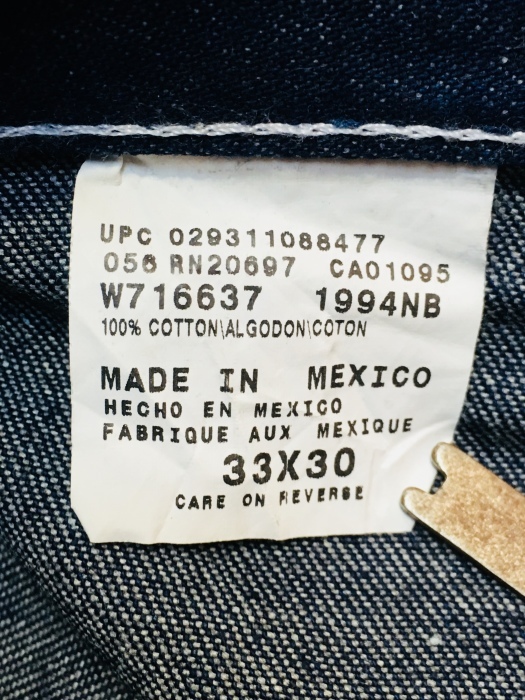 UPC 029311088477
056 RN20697 CA01095
W716637 1994NB
100% COTTON\ALGODON\COTON
MADE IN MEXICO
HECHO EN MEXICO
FABRIQUE AUX MEXIQUE
33X30
CARE ON REVERSE